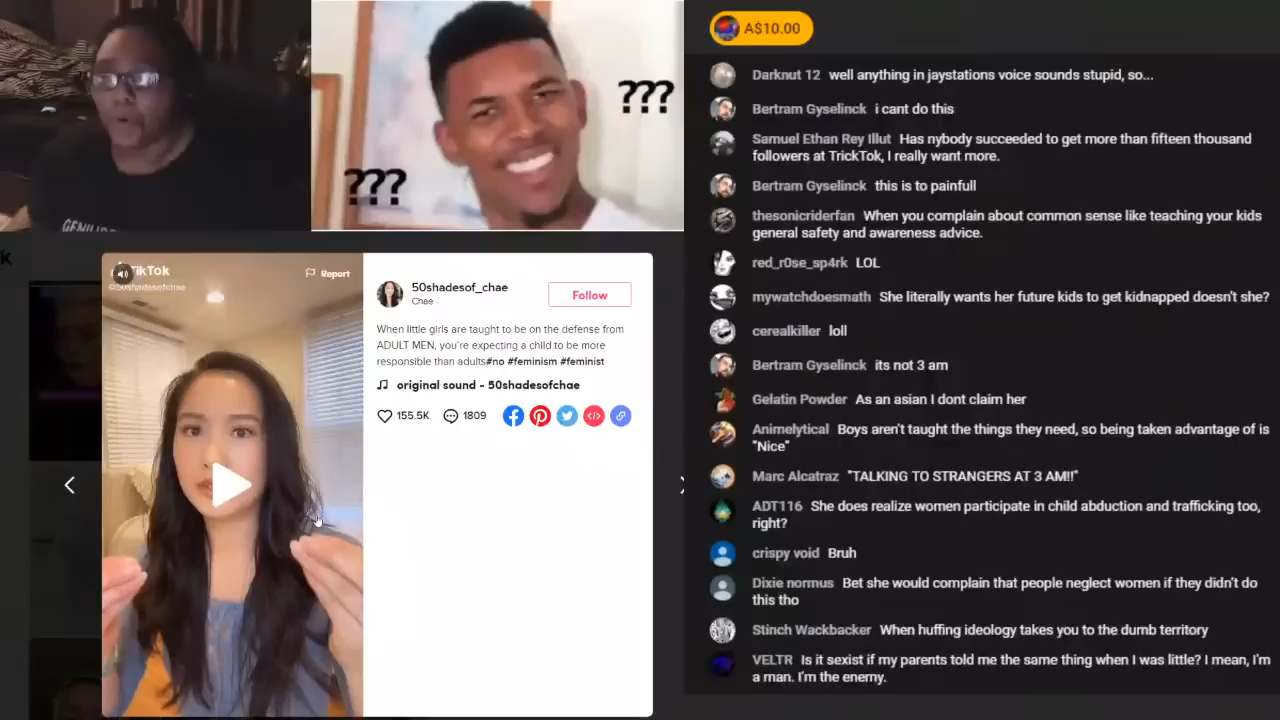 ???
???
GENIUS
k
TikTok
@50shadesofchae
Report
50shadesof_chae
Chae ·
Follow
When little girls are taught to be on the defense from
ADULT MEN, you're expecting a child to be more
responsible than adults#no #feminism #feminist
original sound - 50shadesofchae
155.5K
1809
A$10.00
Darknut 12 well anything in jaystations voice sounds stupid, so...
Bertram Gyselinck i cant do this
Samuel Ethan Rey Illut Has nybody succeeded to get more than fifteen thousand
followers at TrickTok, I really want more.
Bertram Gyselinck this is to painfull
thesonicriderfan When you complain about common sense like teaching your kids
general safety and awareness advice.
red_r0se_sp4rk LOL
mywatchdoesmath She literally wants her future kids to get kidnapped doesn't she?
cerealkiller loll
Bertram Gyselinck its not 3 am
Gelatin Powder As an asian I dont claim her
Animelytical Boys aren't taught the things they need, so being taken advantage of is
"Nice"
Marc Alcatraz "TALKING TO STRANGERS AT 3 AM!!"
ADT116 She does realize women participate in child abduction and trafficking too,
right?
crispy void Bruh
Dixie normus Bet she would complain that people neglect women if they didn't do
this tho
Stinch Wackbacker When huffing ideology takes you to the dumb territory
VELTR Is it sexist if my parents told me the same thing when I was little? I mean, I'm
a man. I'm the enemy.